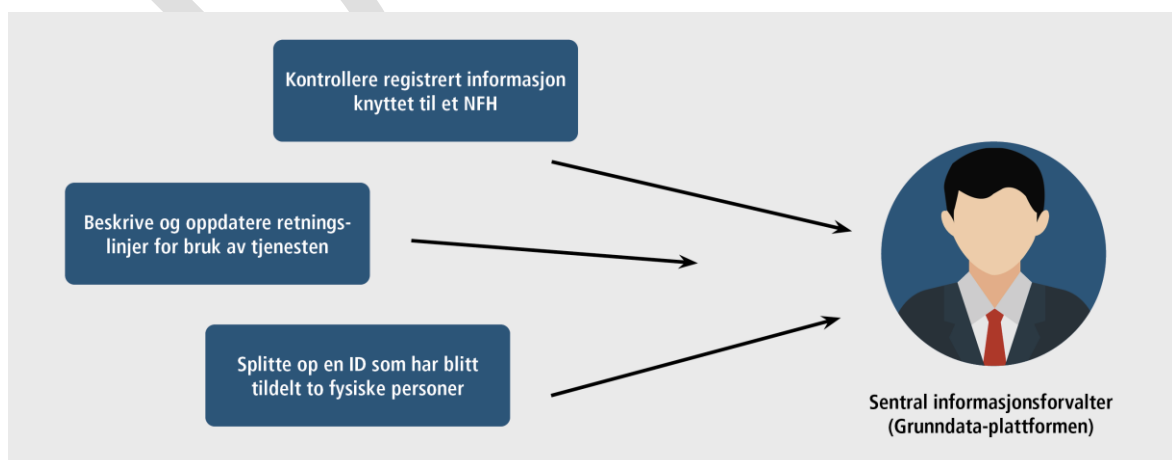 Kontrollere registrert informasjon
knyttet til et NFH
Beskrive og oppdatere retnings-
linjer for bruk av tjenesten
Splitte op en ID som har blitt
tildelt to fysiske personer
Sentral informasjonsforvalter
(Grunndata-plattformen)